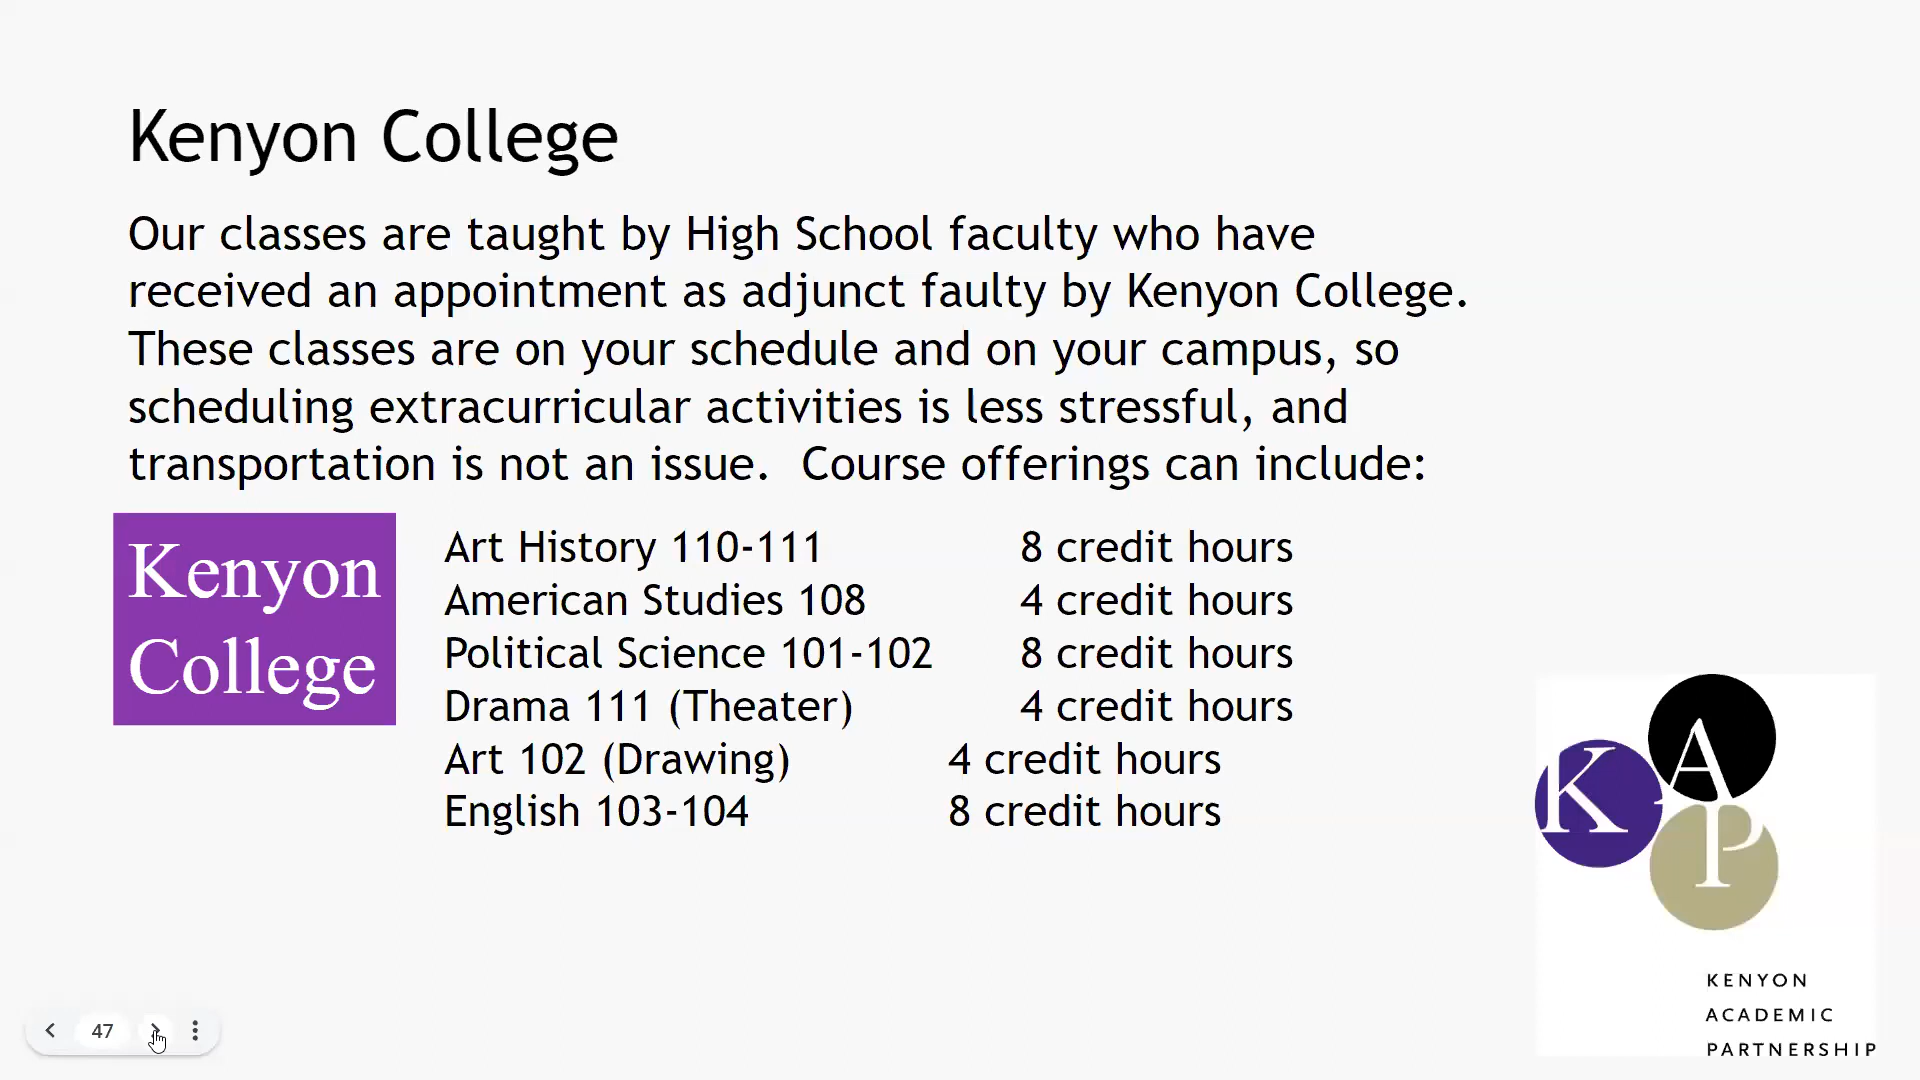 Kenyon College
Our classes are taught by High School faculty who have
received an appointment as adjunct faulty by Kenyon College.
These classes are on your schedule and on your campus, so
scheduling extracurricular activities is less stressful, and
transportation is not an issue.  Course offerings can include:
Kenyon
College
Art History 110-111 8 credit hours
American Studies 108 4 credit hours
Political Science 101-102 8 credit hours
Drama 111 (Theater) 4 credit hours
Art 102 (Drawing) 4 credit hours
English 103-104 8 credit hours
K A P
KENYON
ACADEMIC
PARTNERSHIP
47